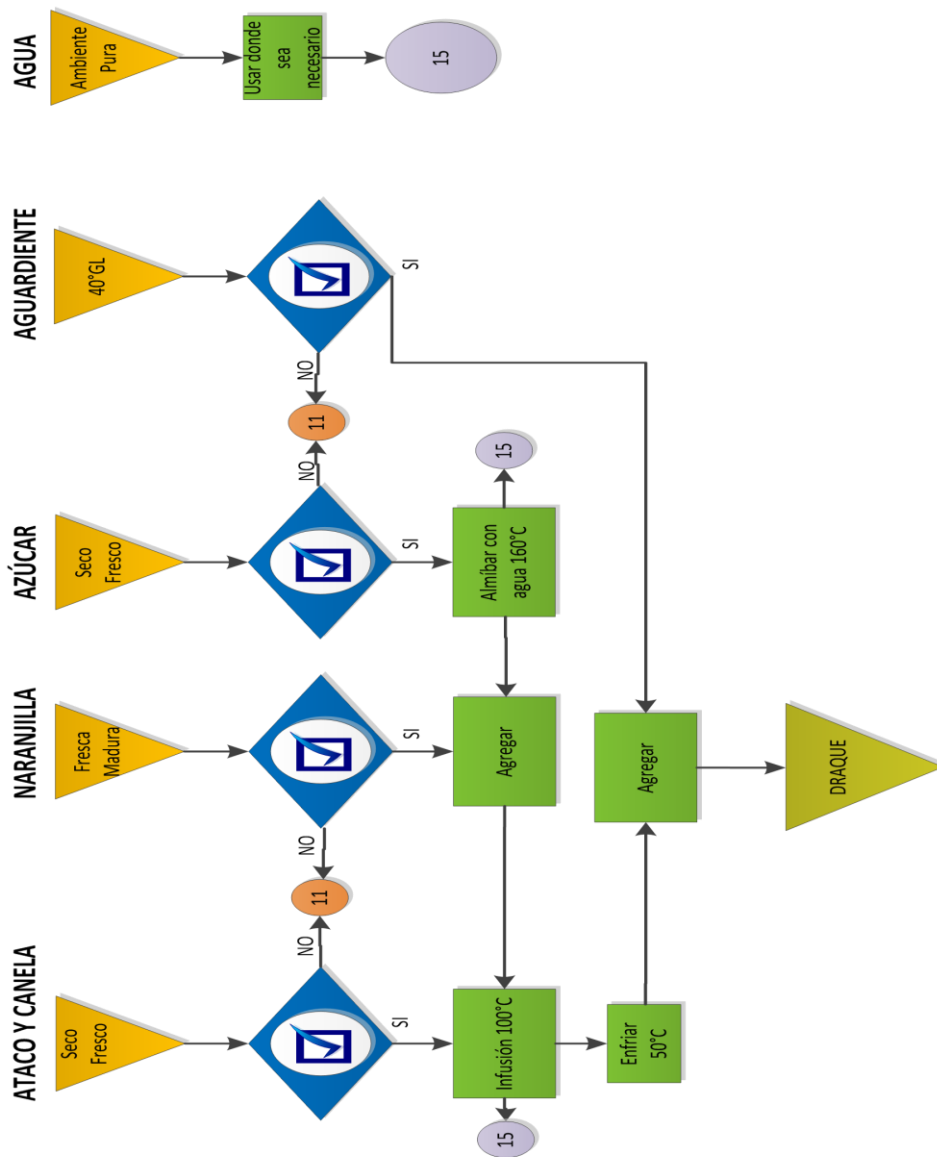 ATACO Y CANELA
NARANJILLA
AZÚCAR
AGUARDIENTE
AGUA
Seco
Fresco
Fresca
Madura
Seco
Fresco
40°GL
Ambiente
Pura
Usar donde
sea
necesario
NO
11
NO
NO
11
NO
SI
SI
SI
SI
15
15
Infusión 100°C
Agregar
Almíbar con
agua 160°C
15
Enfriar
50°C
Agregar
DRAQUE